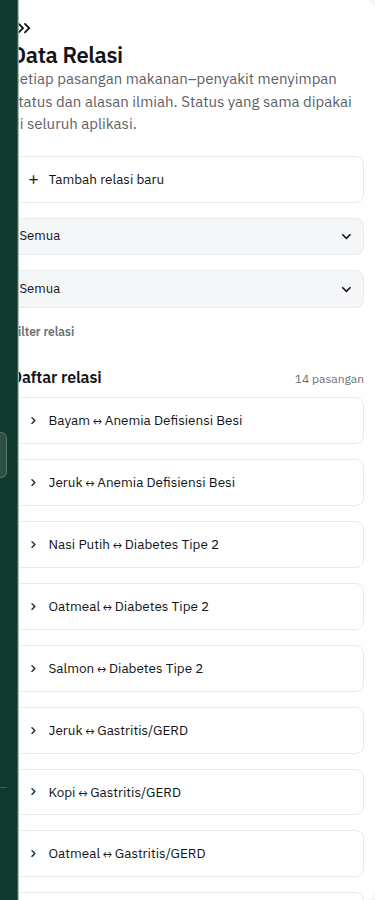 Data Relasi
etiap pasangan makanan–penyakit menyimpan
tatus dan alasan ilmiah. Status yang sama dipakai
i seluruh aplikasi.
+ Tambah relasi baru
Semua
Semua
ilter relasi
Daftar relasi
14 pasangan
Bayam ↔ Anemia Defisiensi Besi
Jeruk ↔ Anemia Defisiensi Besi
Nasi Putih ↔ Diabetes Tipe 2
Oatmeal ↔ Diabetes Tipe 2
Salmon ↔ Diabetes Tipe 2
Jeruk ↔ Gastritis/GERD
Kopi ↔ Gastritis/GERD
Oatmeal ↔ Gastritis/GERD